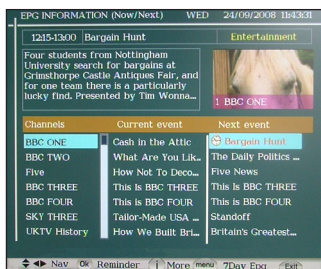 EPG INFORMATION (Now/Next) WED 24/09/2008 11:43:31
12:15-13:00 Bargain Hunt Entertainment
Four students from Nottingham
University search for bargains at
Grimsthorpe Castle Antiques Fair, and
for one team there is a particularly
lucky find. Presented by Tim Wonna...
1 BBC ONE
Channels Current event Next event
BBC ONE Cash in the Attic Bargain Hunt
BBC TWO What Are You Lik... The Daily Politics ...
Five How Not To Deco... Five News
BBC THREE This is BBC THREE This is BBC THREE
BBC FOUR This is BBC FOUR This is BBC FOUR
SKY THREE Tailor-Made USA ... Standoff
UKTV History How We Built Bri... Britain's Greatest...
Nav Ok Reminder i More menu 7Day Epg Exit